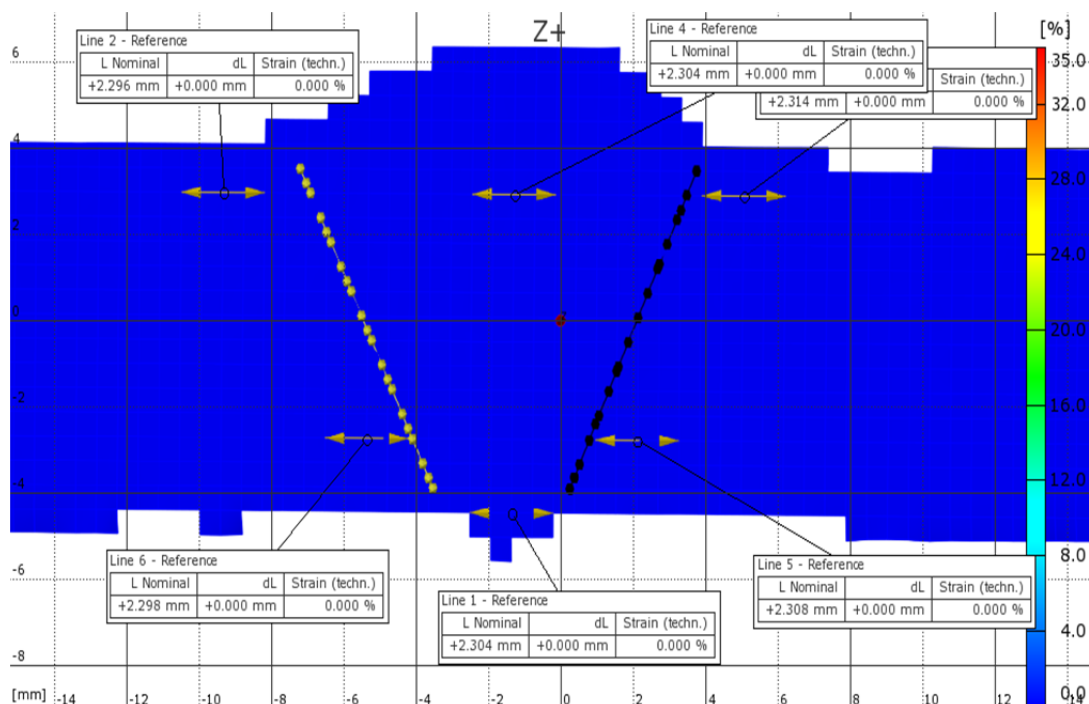 Z+
[%]
Line 2 - Reference
L Nominal dL Strain (techn.)
+2.296 mm +0.000 mm 0.000 %
Line 4 - Reference
L Nominal dL Strain (techn.)
+2.304 mm +0.000 mm 0.000 %
Strain (techn.)
+2.314 mm +0.000 mm 0.000 %
35.0
32.0
28.0
24.0
20.0
16.0
12.0
8.0
4.0
0.0
6
4
2
0
-2
-4
-6
-8
Line 6 - Reference
L Nominal dL Strain (techn.)
+2.298 mm +0.000 mm 0.000 %
Line 1 - Reference
L Nominal dL Strain (techn.)
+2.304 mm +0.000 mm 0.000 %
Line 5 - Reference
L Nominal dL Strain (techn.)
+2.308 mm +0.000 mm 0.000 %
[mm] -14 -12 -10 -8 -6 -4 -2 0 2 4 6 8 10 12 14